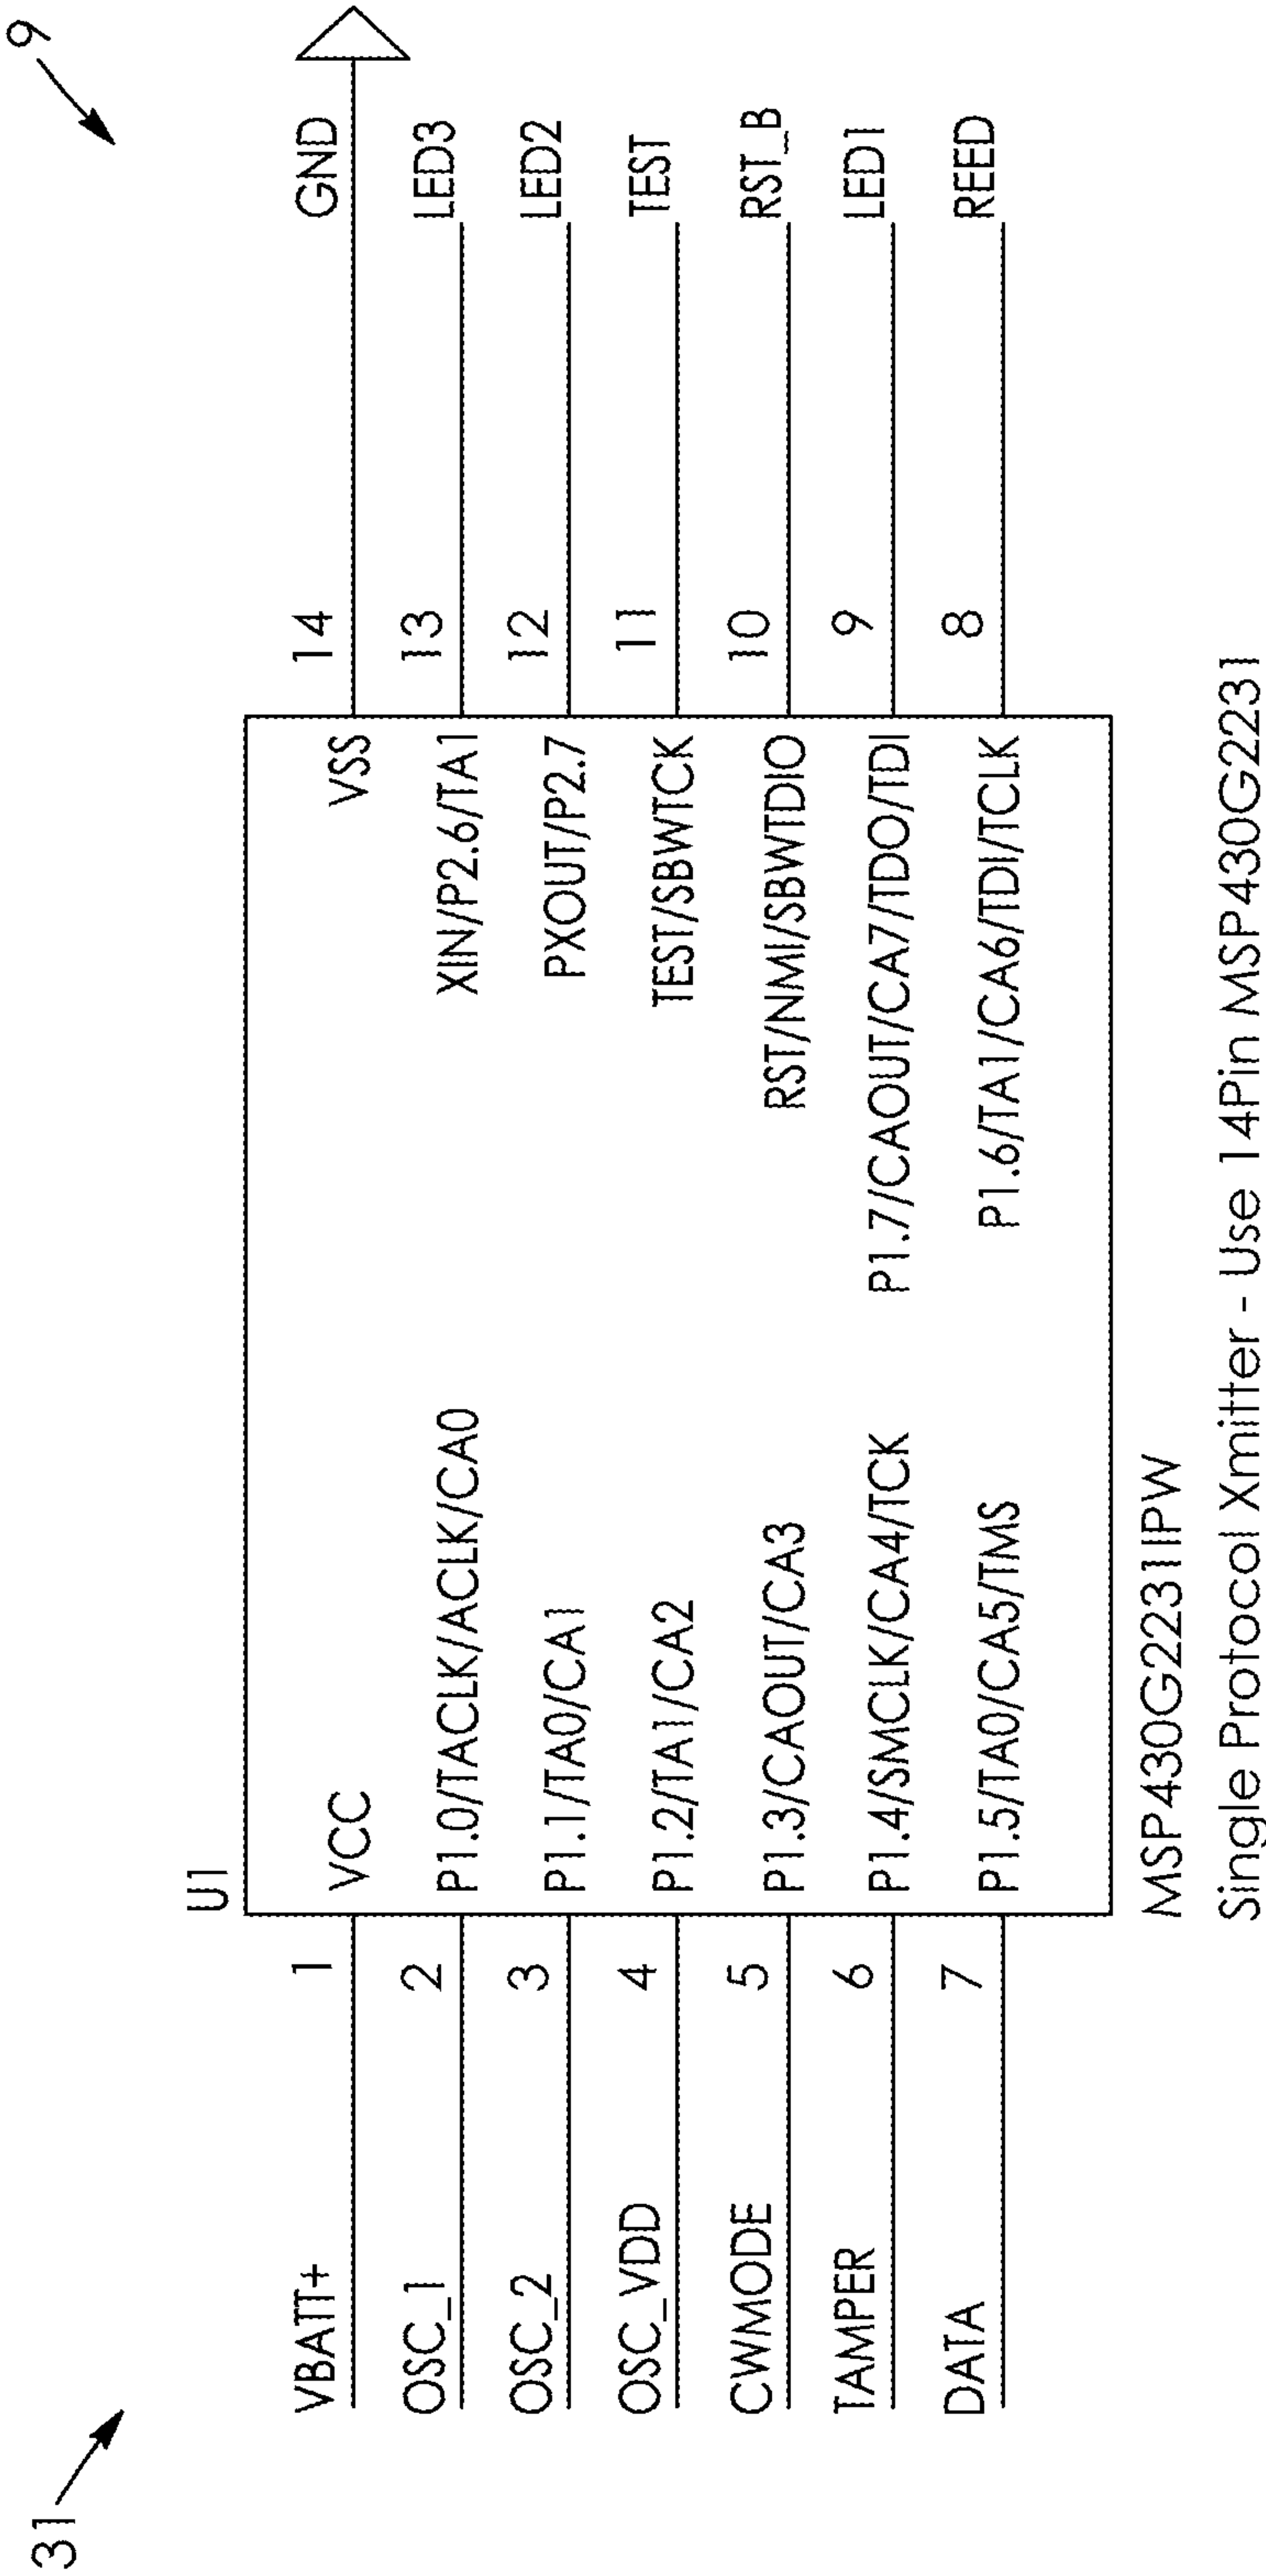 31
9
U1
VBATT+ 1 VCC VSS 14 GND
OSC_1 2 P1.0/TACLK/ACLK/CA0 XIN/P2.6/TA1 13 LED3
OSC_2 3 P1.1/TA0/CA1 PXOUT/P2.7 12 LED2
OSC_VDD 4 P1.2/TA1/CA2 TEST/SBWTCK 11 TEST
CWMODE 5 P1.3/CAOUT/CA3 RST/NMI/SBWTDIO 10 RST_B
TAMPER 6 P1.4/SMCLK/CA4/TCK P1.7/CAOUT/CA7/TDO/TDI 9 LED1
DATA 7 P1.5/TA0/CA5/TMS P1.6/TA1/CA6/TDI/TCLK 8 REED
MSP430G2231IPW
Single Protocol Xmitter - Use 14Pin MSP430G2231